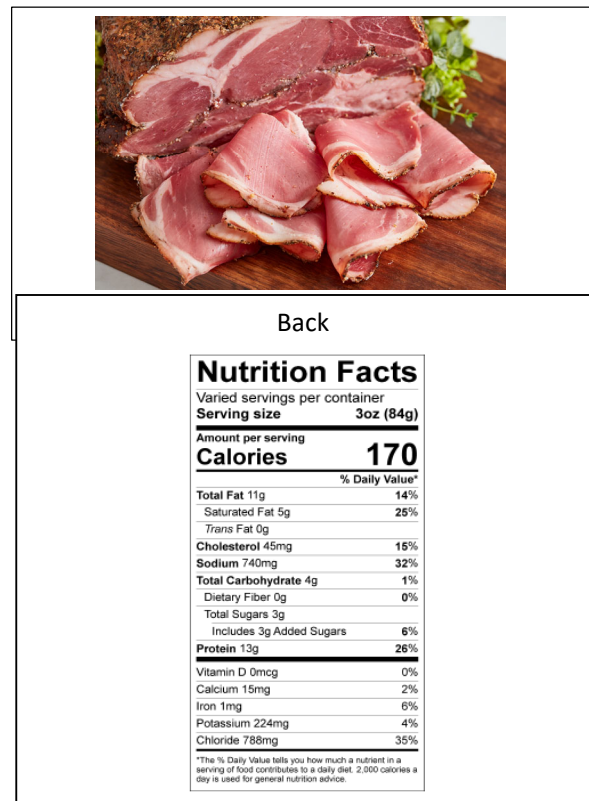 Back
Nutrition Facts
Varied servings per container
Serving size 3oz (84g)
Amount per serving
Calories 170
% Daily Value*
Total Fat 11g 14%
Saturated Fat 5g 25%
Trans Fat 0g
Cholesterol 45mg 15%
Sodium 740mg 32%
Total Carbohydrate 4g 1%
Dietary Fiber 0g 0%
Total Sugars 3g
Includes 3g Added Sugars 6%
Protein 13g 26%
Vitamin D 0mcg 0%
Calcium 15mg 2%
Iron 1mg 6%
Potassium 224mg 4%
Chloride 788mg 35%
*The % Daily Value tells you how much a nutrient in a
serving of food contributes to a daily diet. 2,000 calories a
day is used for general nutrition advice.